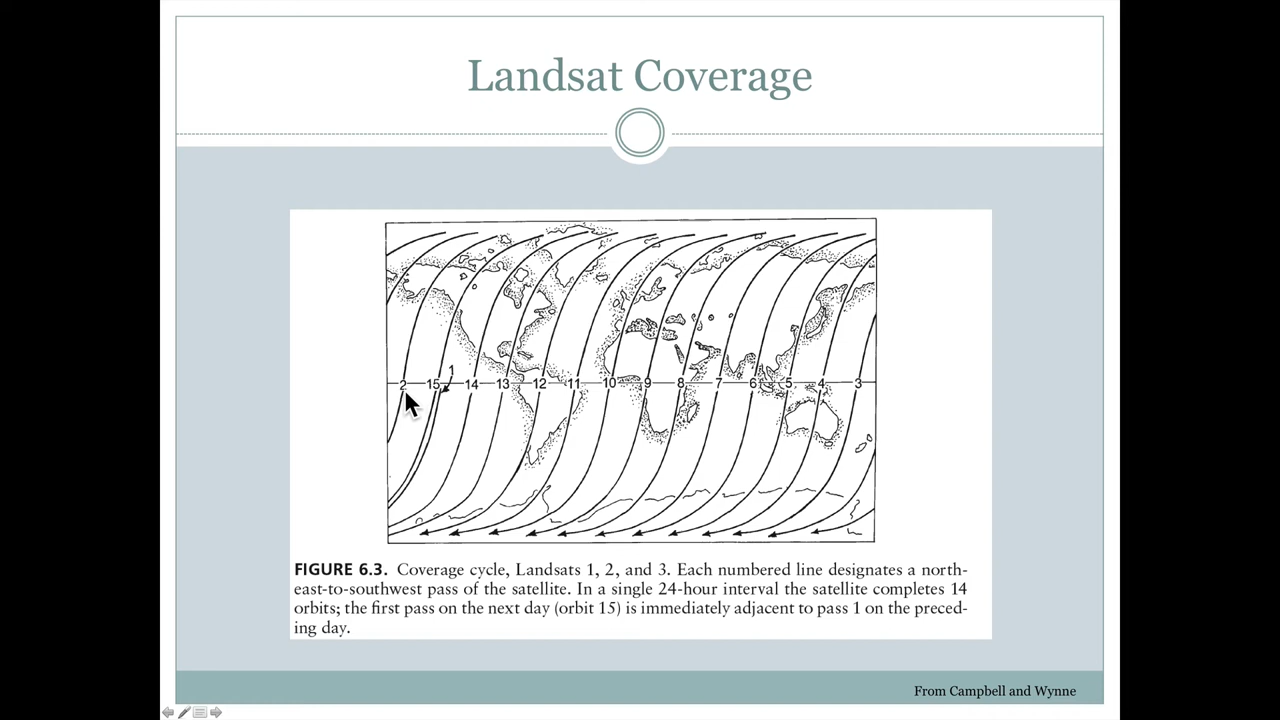 Landsat Coverage
1
2 15 14 13 12 11 10 9 8 7 6 5 4 3
FIGURE 6.3. Coverage cycle, Landsats 1, 2, and 3. Each numbered line designates a north-
east-to-southwest pass of the satellite. In a single 24-hour interval the satellite completes 14
orbits; the first pass on the next day (orbit 15) is immediately adjacent to pass 1 on the preced-
ing day.
From Campbell and Wynne